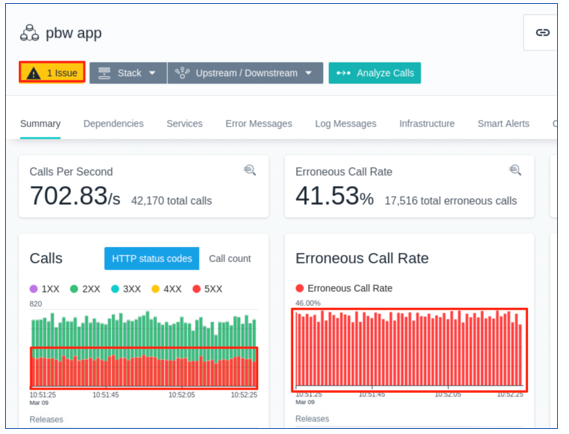 pbw app
1 Issue
Stack
Upstream / Downstream
Analyze Calls
Summary
Dependencies
Services
Error Messages
Log Messages
Infrastructure
Smart Alerts
Calls Per Second
702.83/s 42,170 total calls
Erroneous Call Rate
41.53% 17,516 total erroneous calls
Calls
HTTP status codes
Call count
1XX 2XX 3XX 4XX 5XX
820
10:51:25 10:51:45 10:52:05 10:52:25
Mar 09
Releases
Erroneous Call Rate
Erroneous Call Rate
46.00%
10:51:25 10:51:45 10:52:05 10:52:25
Mar 09
Releases